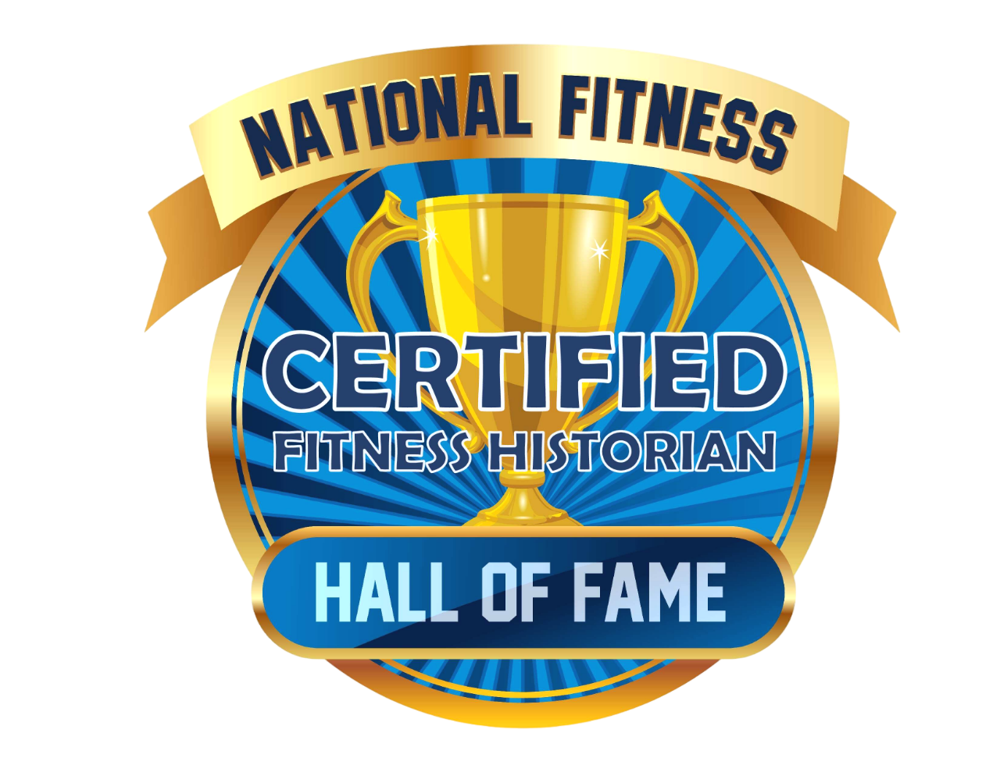 NATIONAL FITNESS
CERTIFIED
FITNESS HISTORIAN
HALL OF FAME